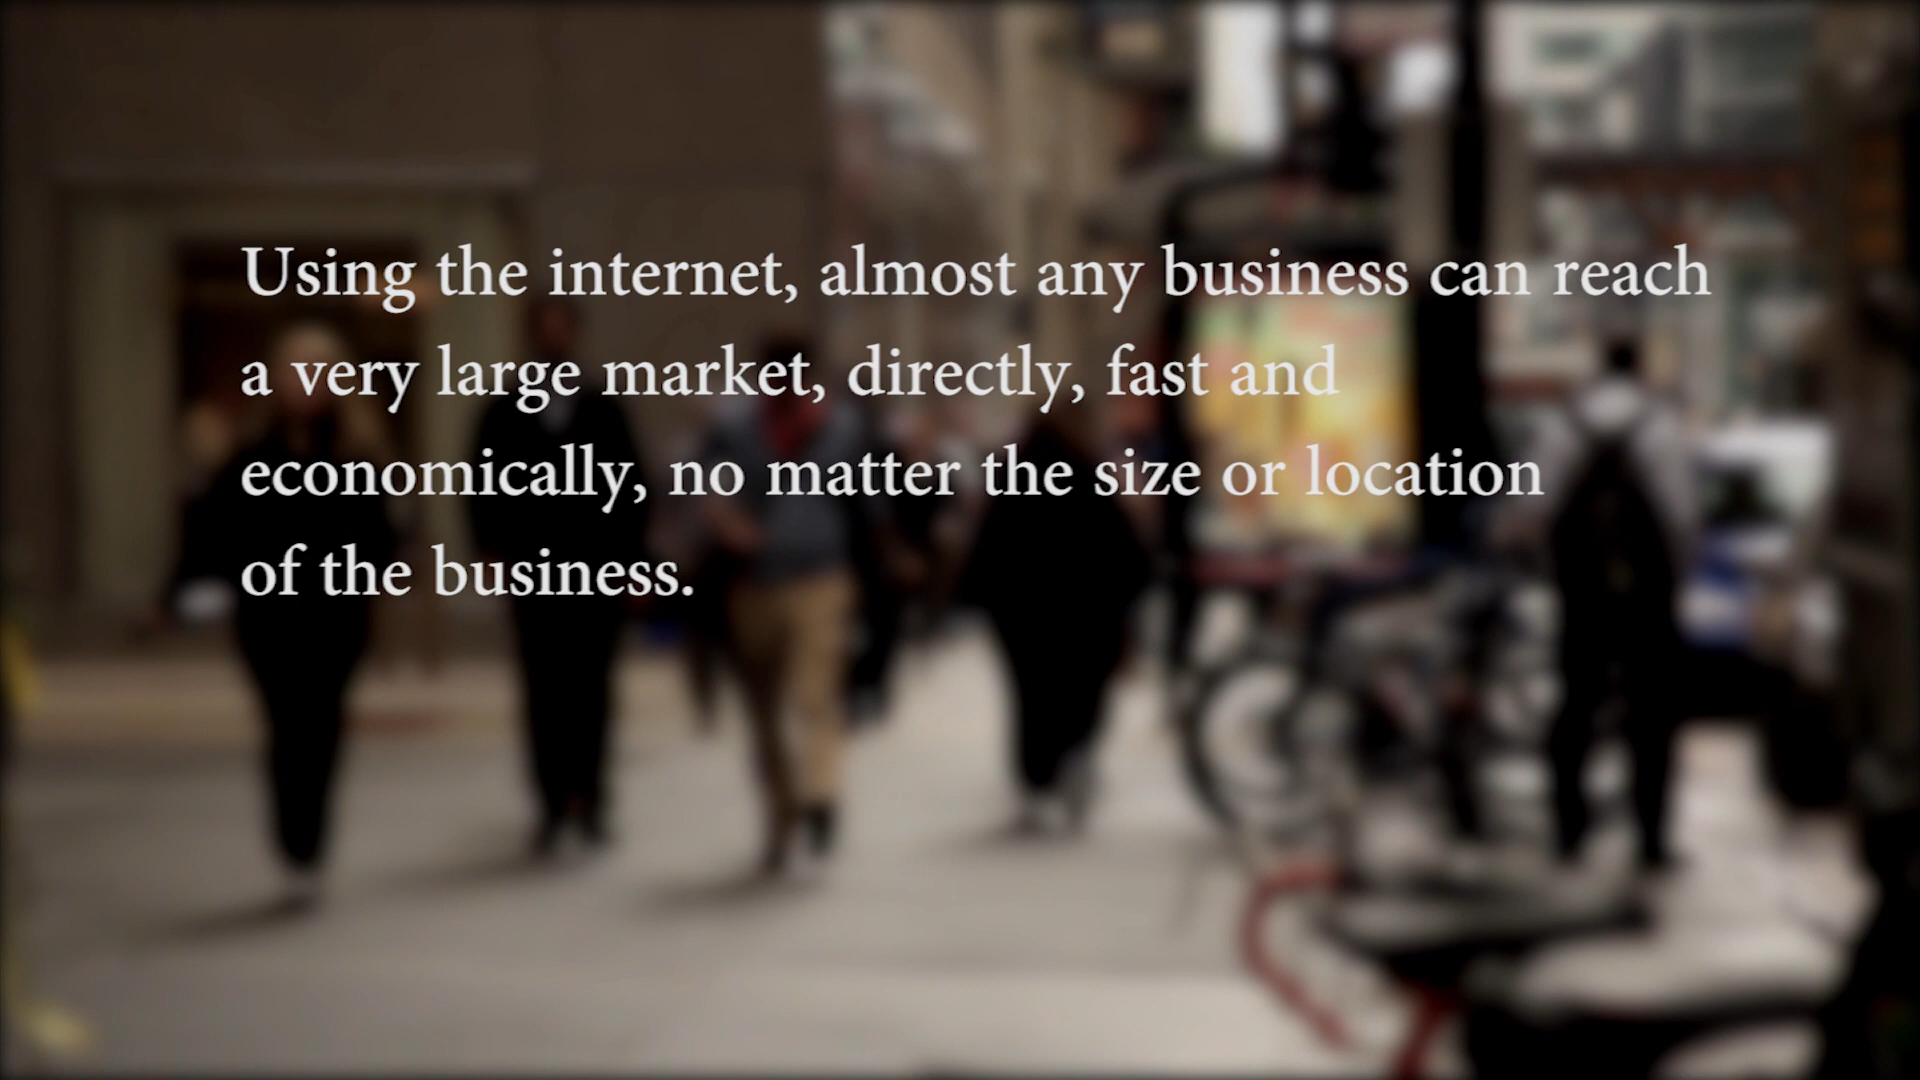 Using the internet, almost any business can reach
a very large market, directly, fast and
economically, no matter the size or location
of the business.